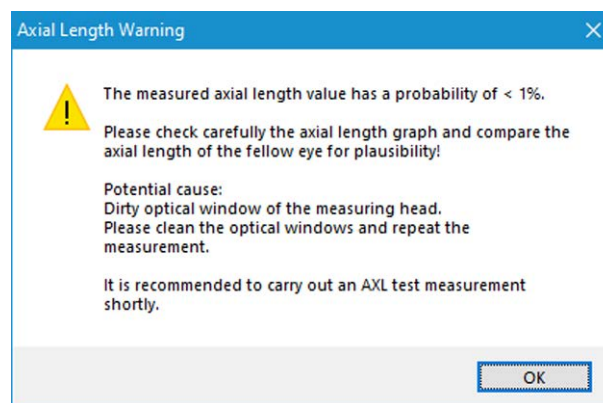 Axial Length Warning
The measured axial length value has a probability of < 1%.
Please check carefully the axial length graph and compare the
axial length of the fellow eye for plausibility!
Potential cause:
Dirty optical window of the measuring head.
Please clean the optical windows and repeat the
measurement.
It is recommended to carry out an AXL test measurement
shortly.
OK